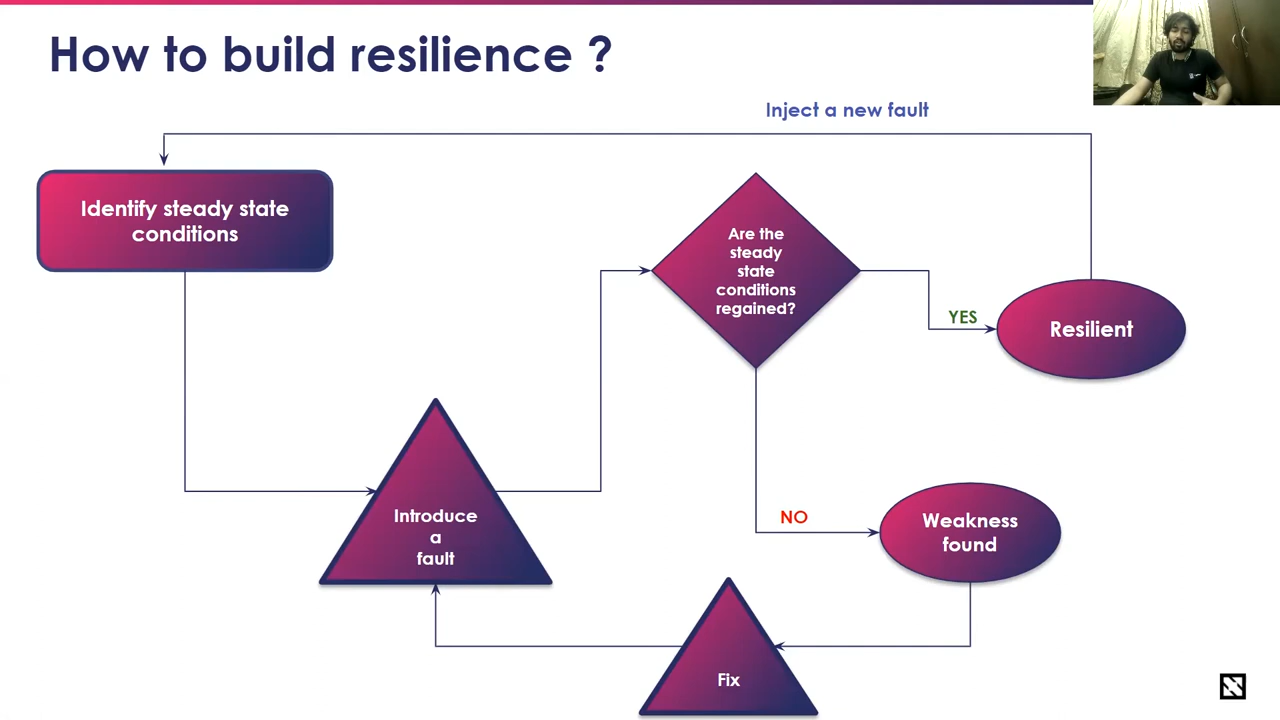 How to build resilience ?
Inject a new fault
Identify steady state
conditions
Are the
steady
state
conditions
regained?
YES
Resilient
Introduce
a
fault
NO
Weakness
found
Fix